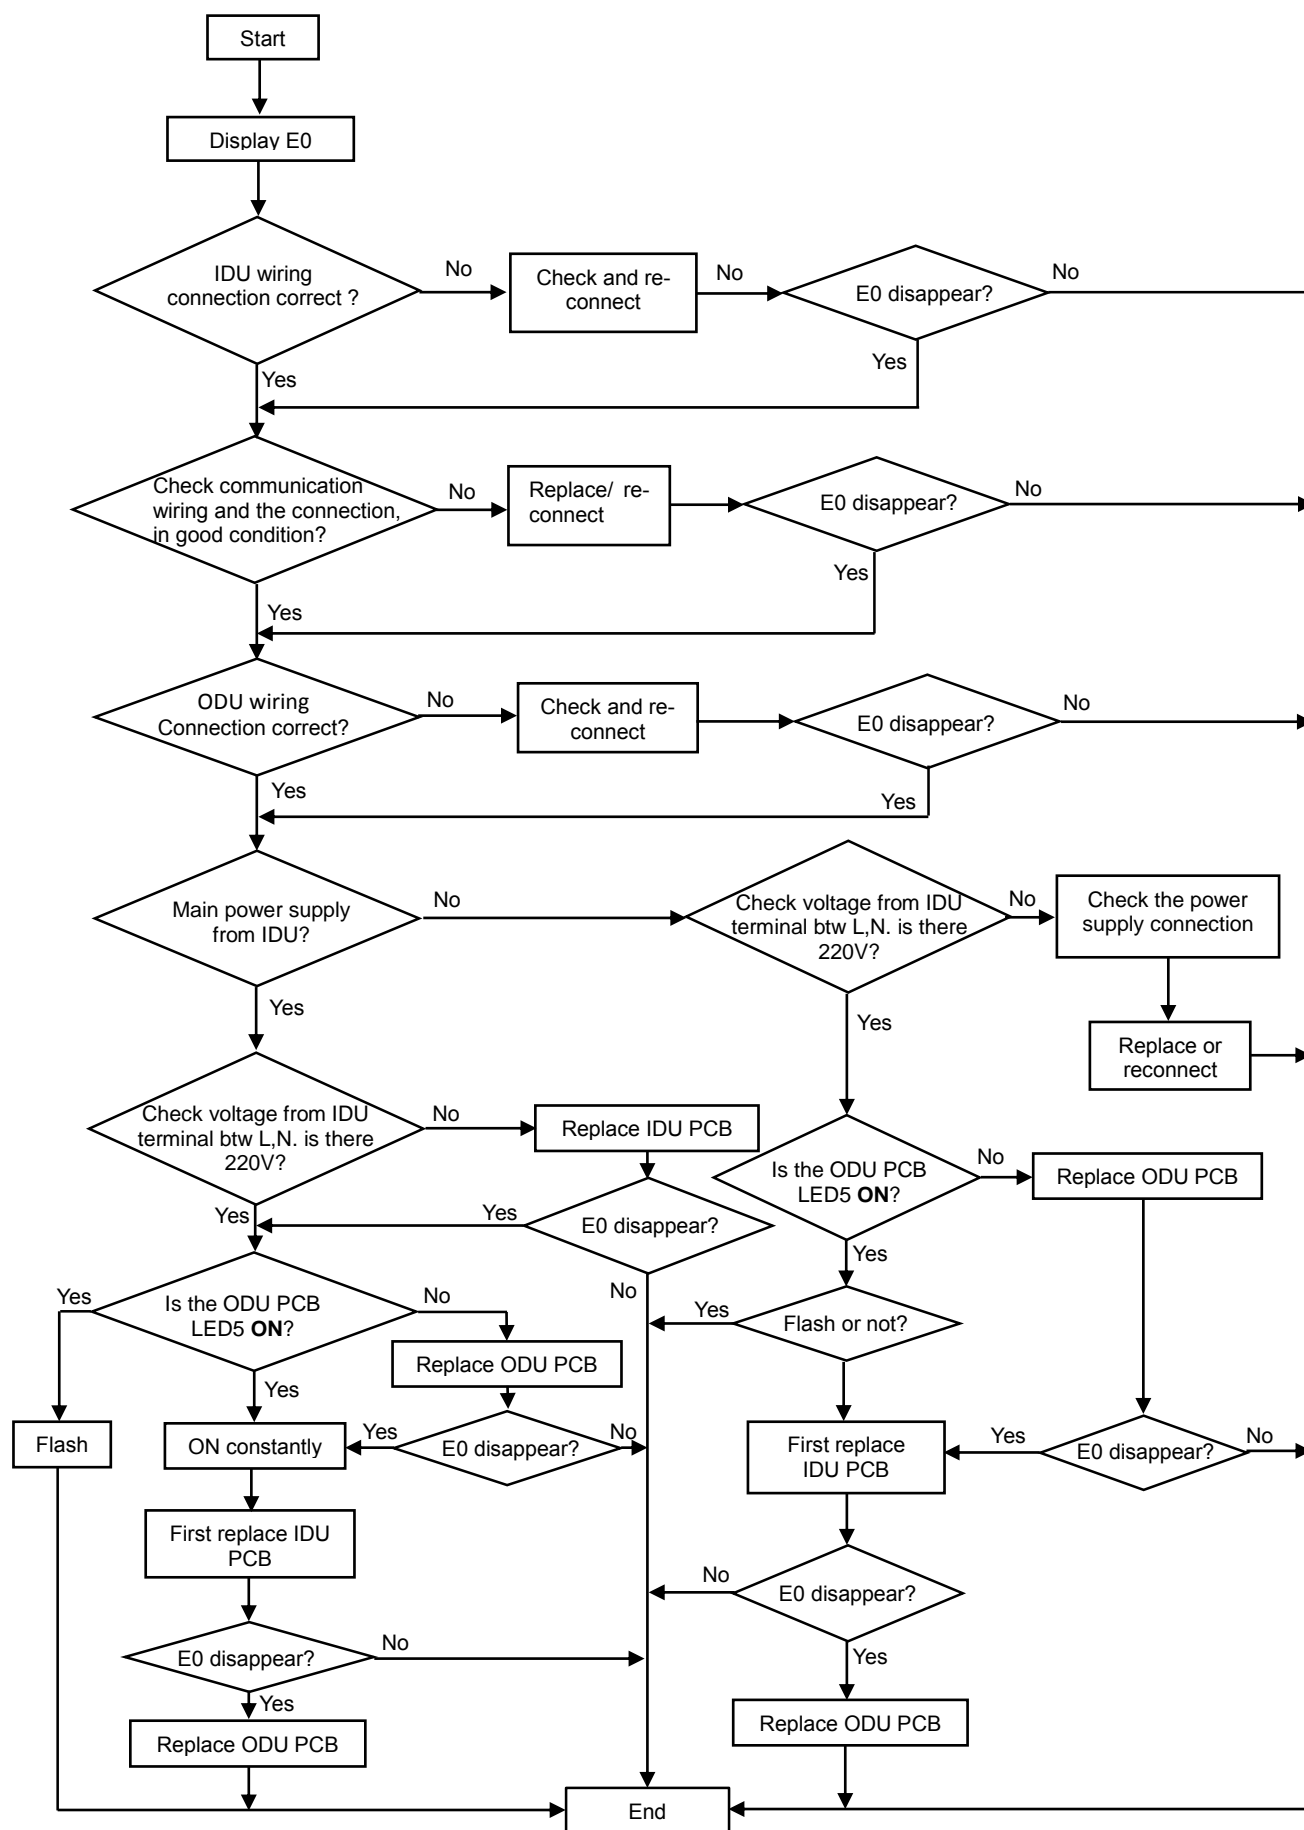 Start
Display E0
IDU wiring
connection correct ?
No
Check and re-
connect
No
E0 disappear?
No
Yes
Yes
Check communication
wiring and the connection,
in good condition?
No
Replace/ re-
connect
E0 disappear?
No
Yes
Yes
ODU wiring
Connection correct?
No
Check and re-
connect
E0 disappear?
No
Yes
Yes
Main power supply
from IDU?
No
Check voltage from IDU
terminal btw L,N. is there
220V?
No
Check the power
supply connection
Yes
Yes
Replace or
reconnect
Check voltage from IDU
terminal btw L,N. is there
220V?
No
Replace IDU PCB
Is the ODU PCB
LED5 ON?
No
Replace ODU PCB
Yes
Yes
E0 disappear?
Yes
No
Yes
Is the ODU PCB
LED5 ON?
No
Yes
Flash or not?
Replace ODU PCB
Yes
Flash
ON constantly
Yes
E0 disappear?
No
First replace
IDU PCB
Yes
E0 disappear?
No
First replace IDU
PCB
No
E0 disappear?
E0 disappear?
No
Yes
Yes
Replace ODU PCB
Replace ODU PCB
End